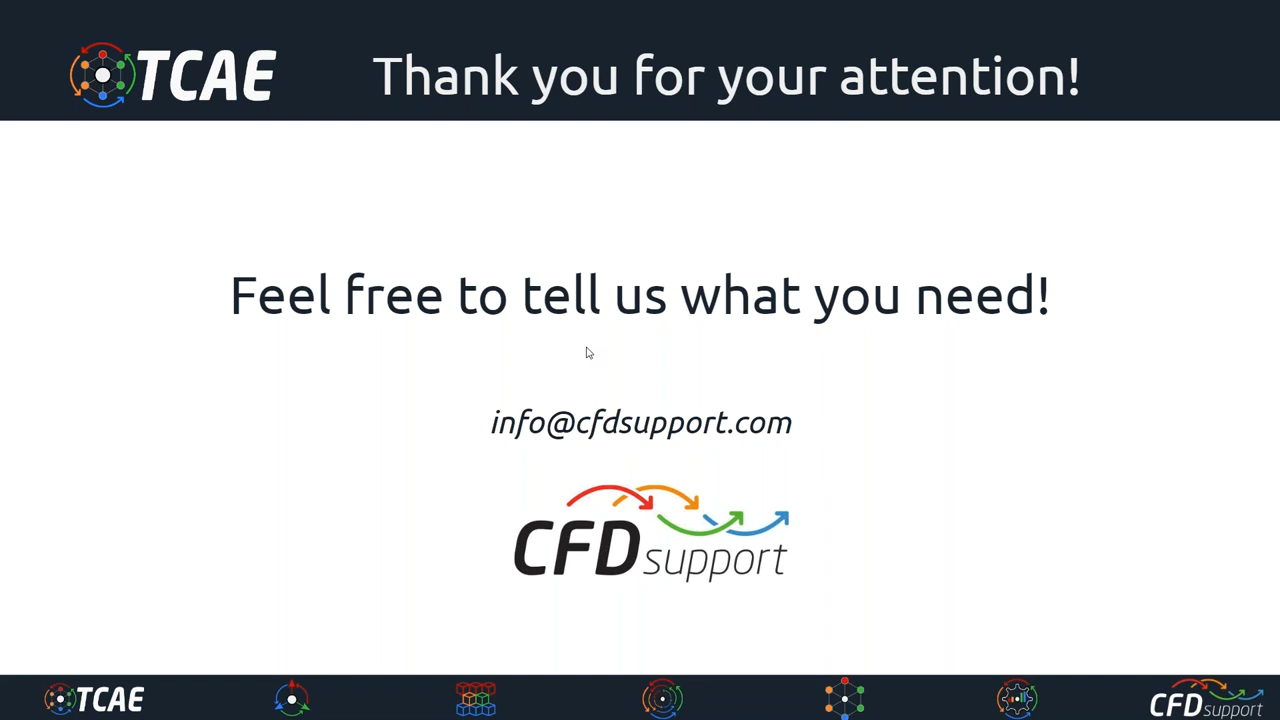 TCAE
Thank you for your attention!
Feel free to tell us what you need!
info@cfdsupport.com
CFD support
TCAE
CFD support